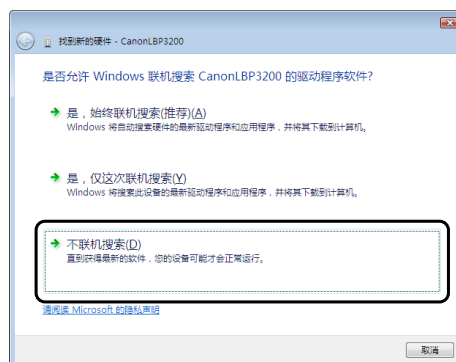 找到新的硬件 - CanonLBP3200
是否允许 Windows 联机搜索 CanonLBP3200 的驱动程序软件?
是，始终联机搜索(推荐)(A)
Windows 将自动搜索硬件的最新驱动程序和应用程序，并将其下载到计算机。
是，仅这次联机搜索(Y)
Windows 将搜索此设备的最新驱动程序和应用程序，并将其下载到计算机。
不联机搜索(D)
直到获得最新的软件，您的设备可能才会正常运行。
请阅读 Microsoft 的隐私声明
取消